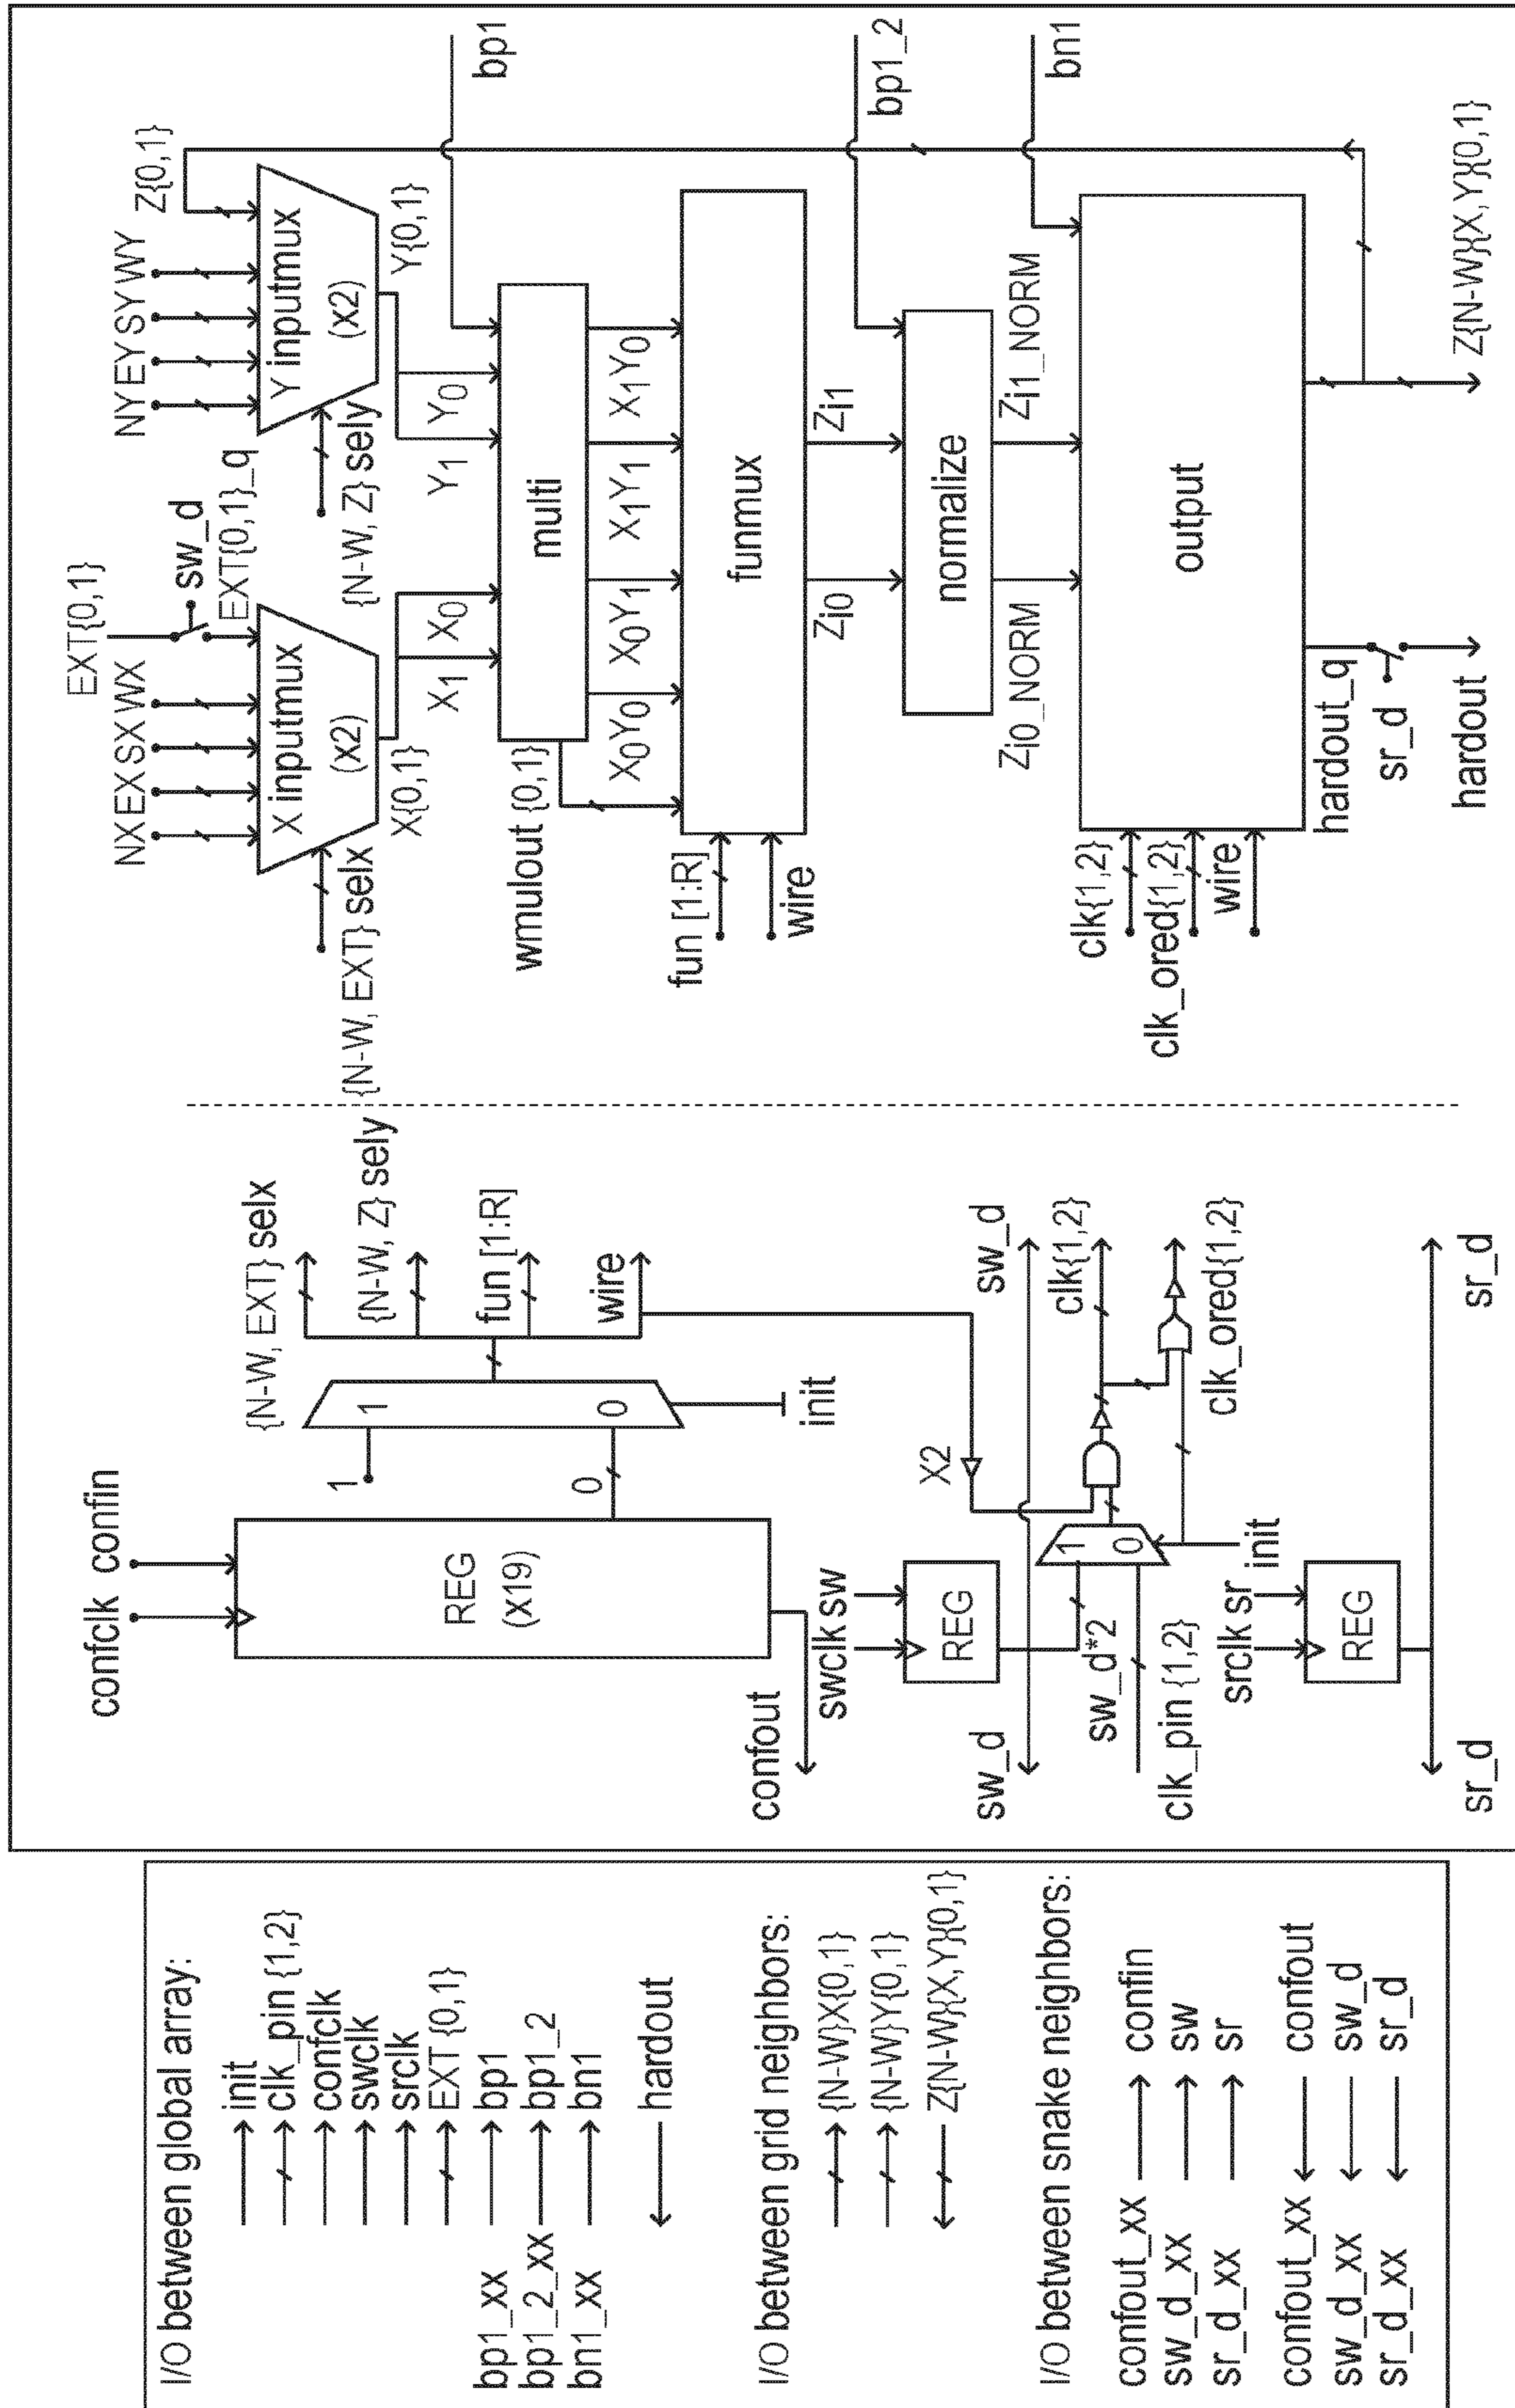 I/O between global array:
init
clk_pin {1,2}
confclk
swclk
srclk
EXT {0,1}
bp1_xx bp1
bp1_2_xx bp1_2
bn1_xx bn1
hardout
I/O between grid neighbors:
{N-W}X{0,1}
{N-W}Y{0,1}
Z{N-W}{X,Y}{0,1}
I/O between snake neighbors:
confout_xx confin
sw_d_xx sw
sr_d_xx sr
confout_xx confout
sw_d_xx sw_d
sr_d_xx sr_d
confclk confin
REG
(x19)
confout
1
0
1
0
init
{N-W, EXT} selx
{N-W, Z} sely
fun [1:R]
wire
swclk sw
REG
X2
sw_d
sw_d
sw_d*2
clk_pin {1,2}
1
0
init
clk{1,2}
clk_ored{1,2}
srclk sr
REG
sr_d
sr_d
EXT{0,1}
sw_d
EXT{0,1}_q
NX EX SX WX
X inputmux
(x2)
{N-W, EXT} selx
X{0,1}
X1
X0
NY EY SY WY
Z{0,1}
Y inputmux
(x2)
{N-W, Z} sely
Y{0,1}
Y1
Y0
bp1
multi
wmulout {0,1}
X0Y0
X0Y1
X1Y1
X1Y0
fun [1:R]
wire
funmux
bp1_2
Zi0
Zi1
normalize
bn1
Zi0_NORM
Zi1_NORM
clk{1,2}
clk_ored{1,2}
wire
output
hardout_q
sr_d
hardout
Z{N-W}{X,Y}{0,1}